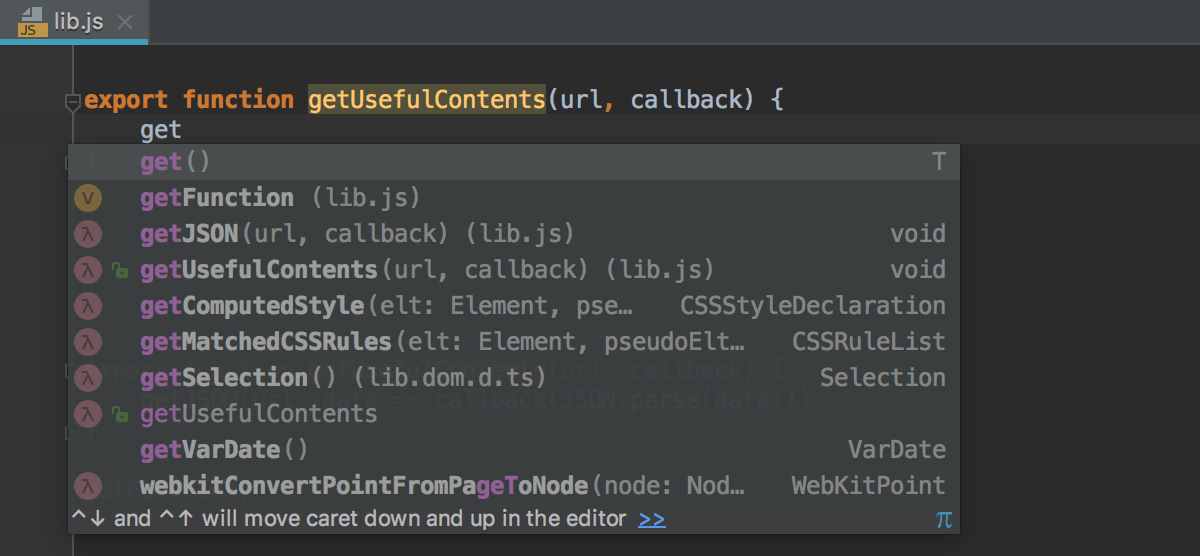 JS lib.js
export function getUsefulContents(url, callback) {
get
get() T
V getFunction (lib.js)
λ getJSON(url, callback) (lib.js) void
λ getUsefulContents(url, callback) (lib.js) void
λ getComputedStyle(elt: Element, pse… CSSStyleDeclaration
λ getMatchedCSSRules(elt: Element, pseudoElt… CSSRuleList
λ getSelection() (lib.dom.d.ts) Selection
λ getUsefulContents
getVarDate() VarDate
λ webkitConvertPointFromPageToNode(node: Nod… WebKitPoint
^↓ and ^↑ will move caret down and up in the editor >> π